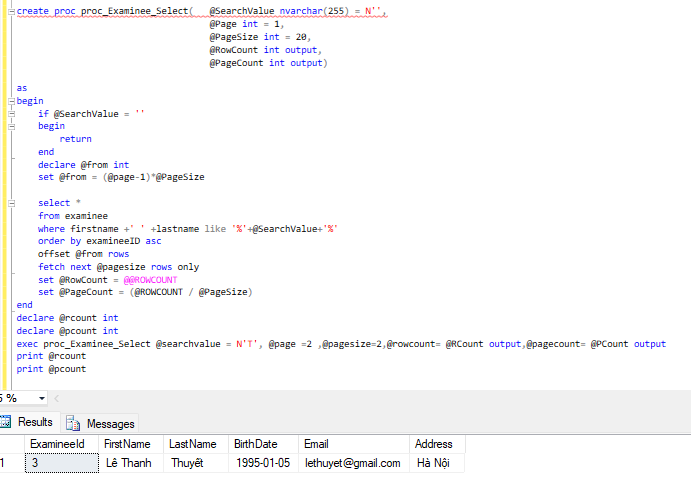 create proc proc_Examinee_Select(   @SearchValue nvarchar(255) = N'',
@Page int = 1,
@PageSize int = 20,
@RowCount int output,
@PageCount int output)
as
begin
if @SearchValue = ''
begin
return
end
declare @from int
set @from = (@page-1)*@PageSize
select *
from examinee
where firstname +' ' +lastname like '%'+@SearchValue+'%'
order by examineeID asc
offset @from rows
fetch next @pagesize rows only
set @RowCount = @@ROWCOUNT
set @PageCount = (@ROWCOUNT / @PageSize)
end
declare @rcount int
declare @pcount int
exec proc_Examinee_Select @searchvalue = N'T', @page =2 ,@pagesize=2,@rowcount= @RCount output,@pagecount= @PCount output
print @rcount
print @pcount
%
Results Messages
ExamineeId FirstName LastName BirthDate Email Address
1 3 Lê Thanh Thuyết 1995-01-05 lethuyet@gmail.com Hà Nội